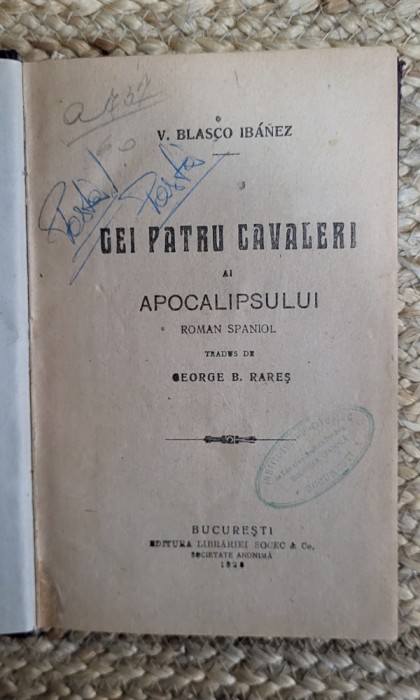 a 737
V. BLASCO IBÁÑEZ
CEI PATRU CAVALERI
AI
APOCALIPSULUI
ROMAN SPANIOL
TRADUS DE
GEORGE B. RAREȘ
BUCUREȘTI
EDITURA LIBRĂRIEI SOCEC & Co,
SOCIETATE ANONIMĂ